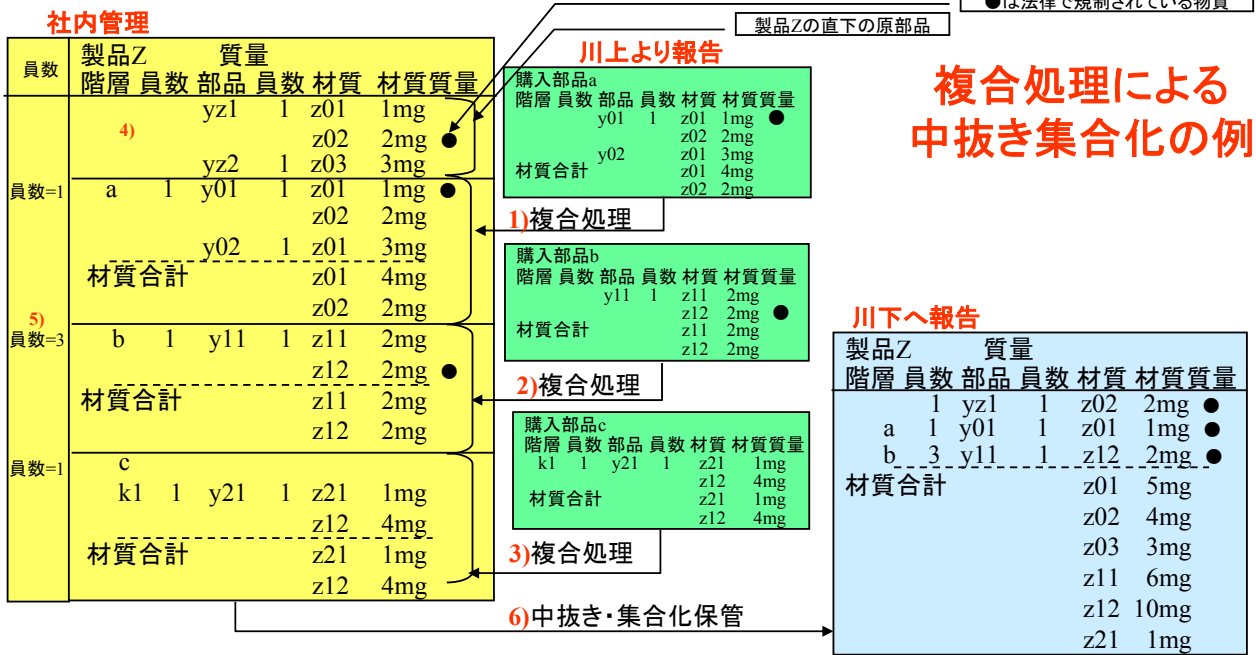 ●は法律で規制されている物質
製品Zの直下の原部品
複合処理による
中抜き集合化の例
社内管理
員数
製品Z 質量
階層 員数 部品 員数 材質 材質質量
4)
yz1 1 z01 1mg
z02 2mg ●
yz2 1 z03 3mg
員数=1 a 1 y01 1 z01 1mg ●
z02 2mg
y02 1 z01 3mg
材質合計 z01 4mg
z02 2mg
5)
員数=3 b 1 y11 1 z11 2mg
z12 2mg ●
材質合計 z11 2mg
z12 2mg
員数=1 c
k1 1 y21 1 z21 1mg
z12 4mg
材質合計 z21 1mg
z12 4mg
川上より報告
購入部品a
階層 員数 部品 員数 材質 材質質量
y01 1 z01 1mg ●
z02 2mg
y02 z01 3mg
材質合計 z01 4mg
z02 2mg
1)複合処理
購入部品b
階層 員数 部品 員数 材質 材質質量
y11 1 z11 2mg
z12 2mg ●
材質合計 z11 2mg
z12 2mg
2)複合処理
購入部品c
階層 員数 部品 員数 材質 材質質量
k1 1 y21 1 z21 1mg
z12 4mg
材質合計 z21 1mg
z12 4mg
3)複合処理
6)中抜き・集合化保管
川下へ報告
製品Z 質量
階層 員数 部品 員数 材質 材質質量
1 yz1 1 z02 2mg ●
a 1 y01 1 z01 1mg ●
b 3 y11 1 z12 2mg ●
材質合計 z01 5mg
z02 4mg
z03 3mg
z11 6mg
z12 10mg
z21 1mg